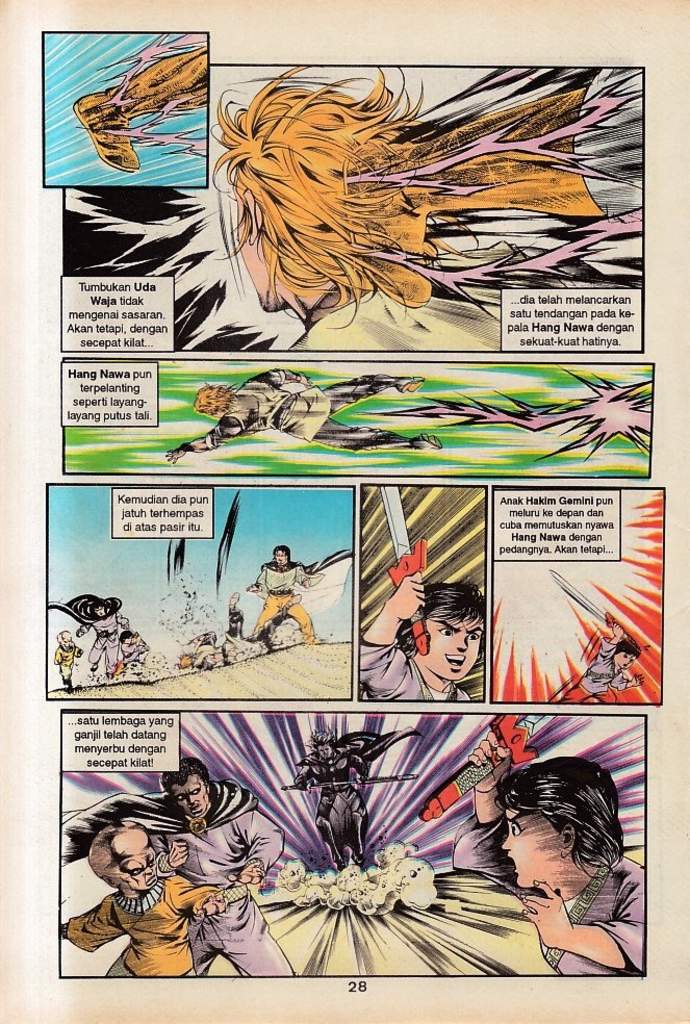 Tumbukan Uda
Waja tidak
mengenai sasaran.
Akan tetapi, dengan
secepat kilat...
...dia telah melancarkan
satu tendangan pada ke-
pala Hang Nawa dengan
sekuat-kuat hatinya.
Hang Nawa pun
terpelanting
seperti layang-
layang putus tali.
Kemudian dia pun
jatuh terhempas
di atas pasir itu.
Anak Hakim Gemini pun
meluru ke depan dan
cuba memutuskan nyawa
Hang Nawa dengan
pedangnya. Akan tetapi...
...satu lembaga yang
ganjil telah datang
menyerbu dengan
secepat kilat!
28